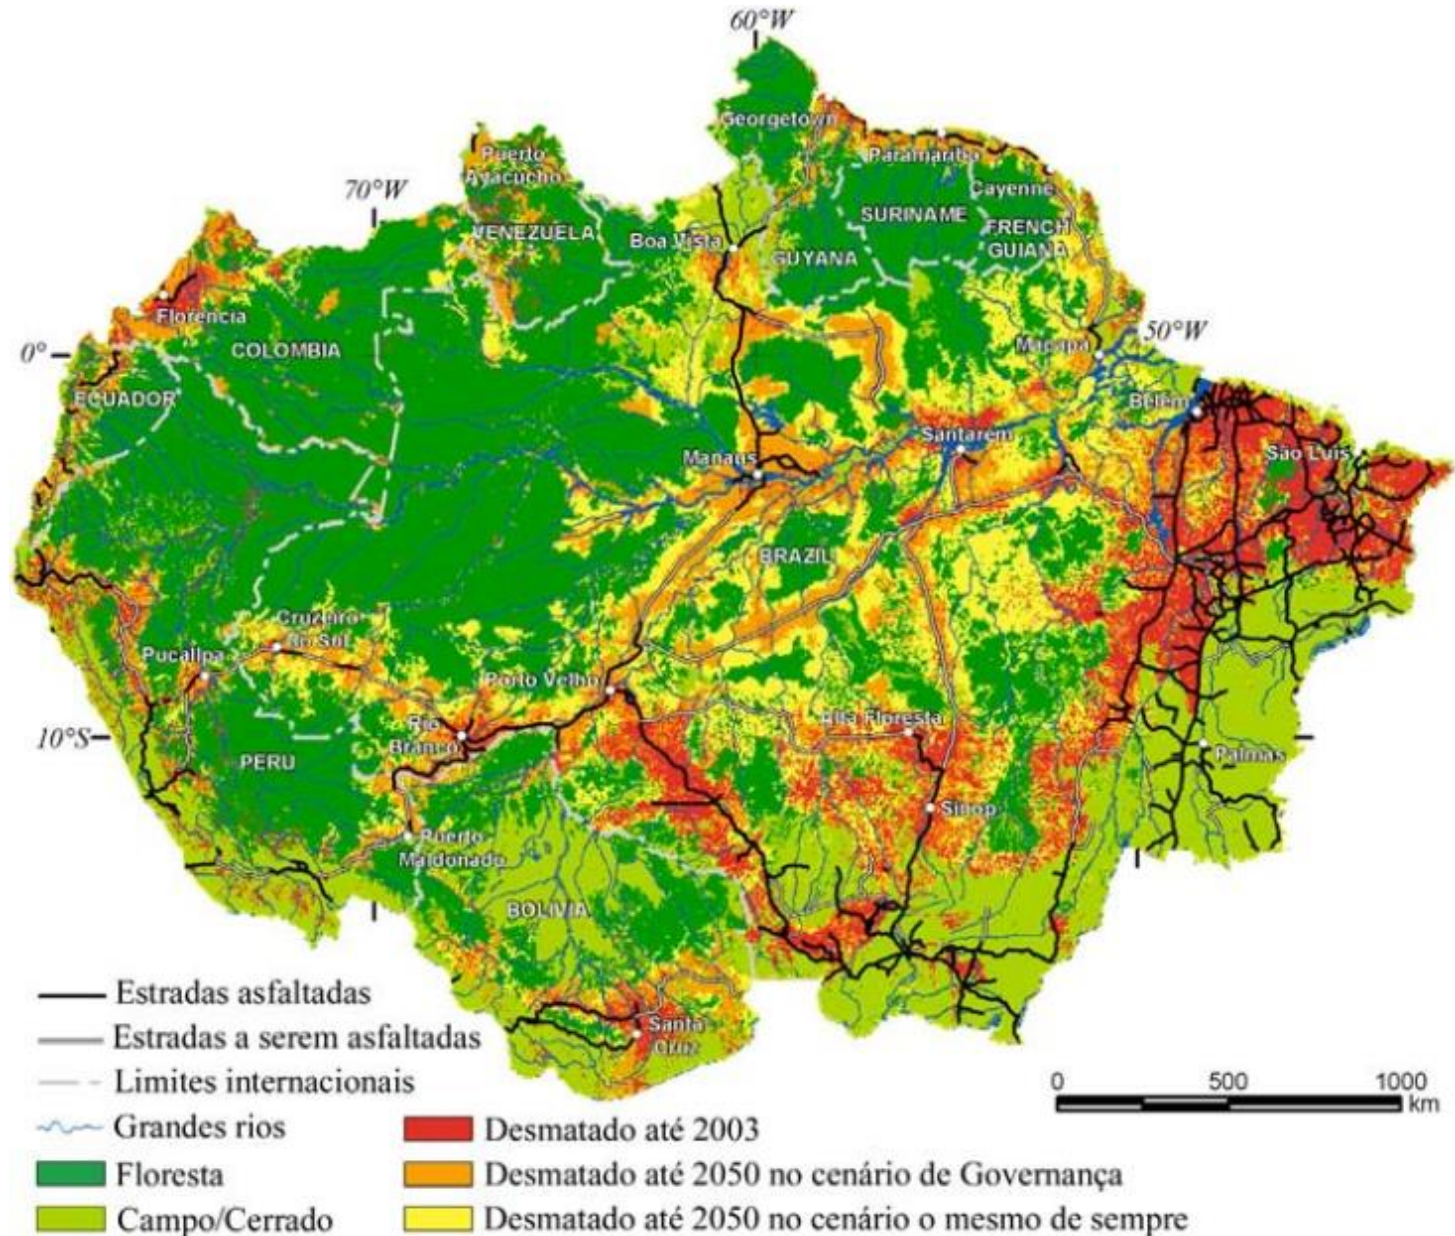 60°W
Georgetown
Paramaribo
Puerto
Ayacucho
70°W
Cayenne
SURINAME
VENEZUELA
Boa Vista
FRENCH
GUIANA
GUYANA
Florencia
50°W
0°
COLOMBIA
Macapa
ECUADOR
Belém
Santarém
São Luis
Manaus
BRAZIL
Cruzeiro
do Sul
Pucallpa
Porto Velho
Alta Floresta
Rio
Branco
10°S
PERU
Palmas
Sinop
Puerto
Maldonado
BOLIVIA
Santa
Cruz
Estradas asfaltadas
Estradas a serem asfaltadas
Limites internacionais
Grandes rios
Floresta
Campo/Cerrado
Desmatado até 2003
Desmatado até 2050 no cenário de Governança
Desmatado até 2050 no cenário o mesmo de sempre
0 500 1000
km